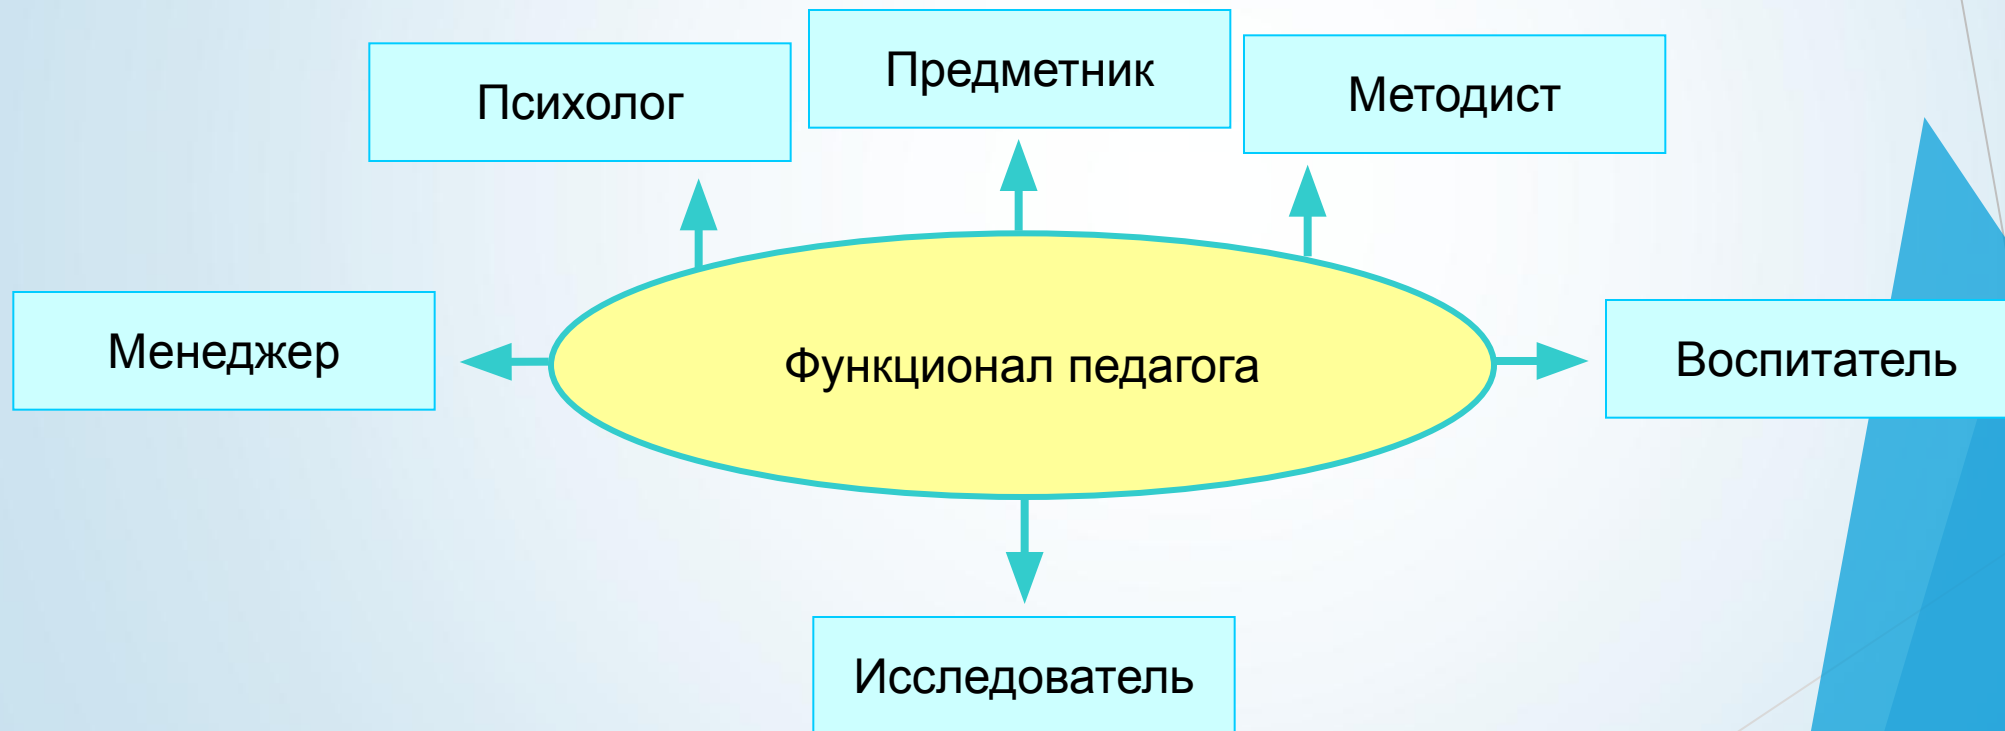 Предметник
Психолог
Методист
Менеджер
Функционал педагога
Воспитатель
Исследователь